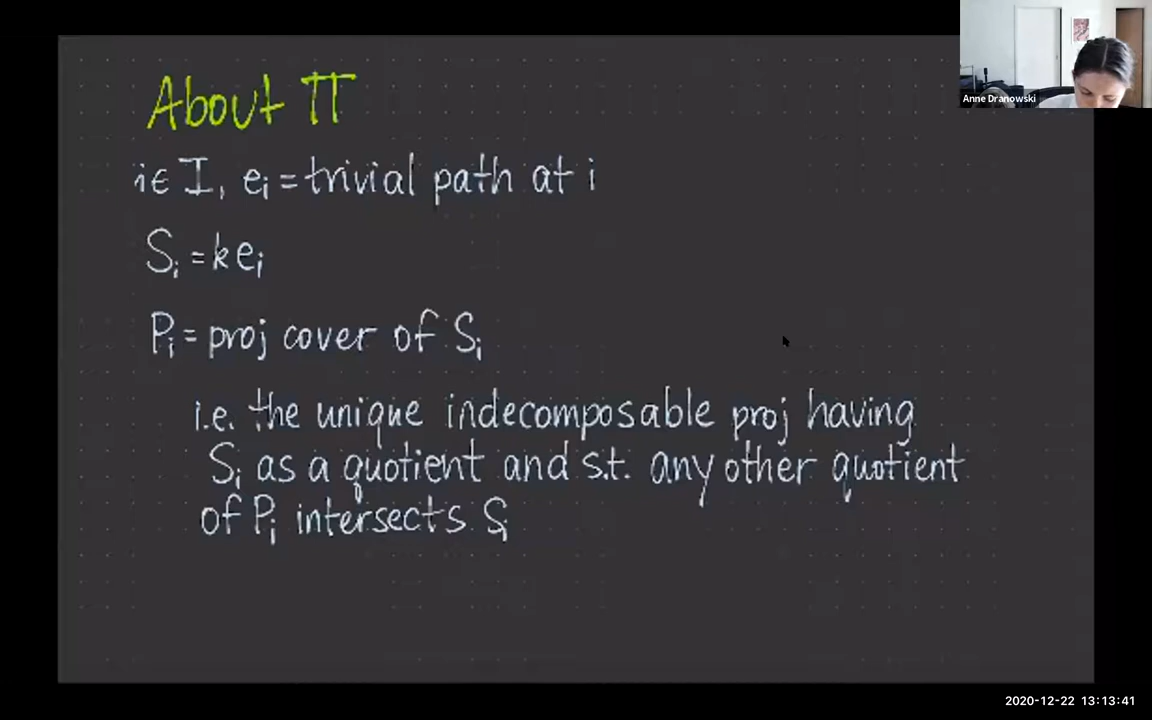 Anne Dranowski
About Π
i∈I, eᵢ = trivial path at i
Sᵢ = keᵢ
Pᵢ = proj cover of Sᵢ
i.e. the unique indecomposable proj having
Sᵢ as a quotient and s.t. any other quotient
of Pᵢ intersects Sᵢ
2020-12-22 13:13:41